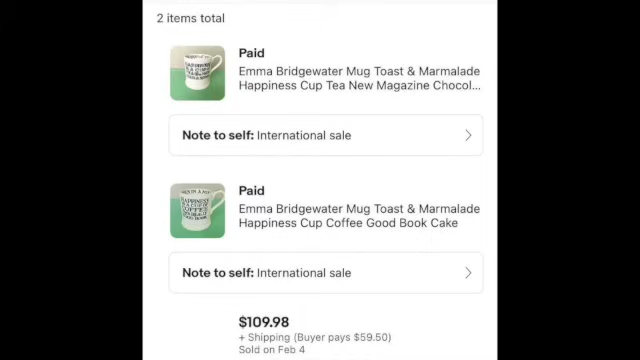 2 items total
Paid
Emma Bridgewater Mug Toast & Marmalade
Happiness Cup Tea New Magazine Chocol...
Note to self: International sale
Paid
Emma Bridgewater Mug Toast & Marmalade
Happiness Cup Coffee Good Book Cake
Note to self: International sale
$109.98
+ Shipping (Buyer pays $59.50)
Sold on Feb 4